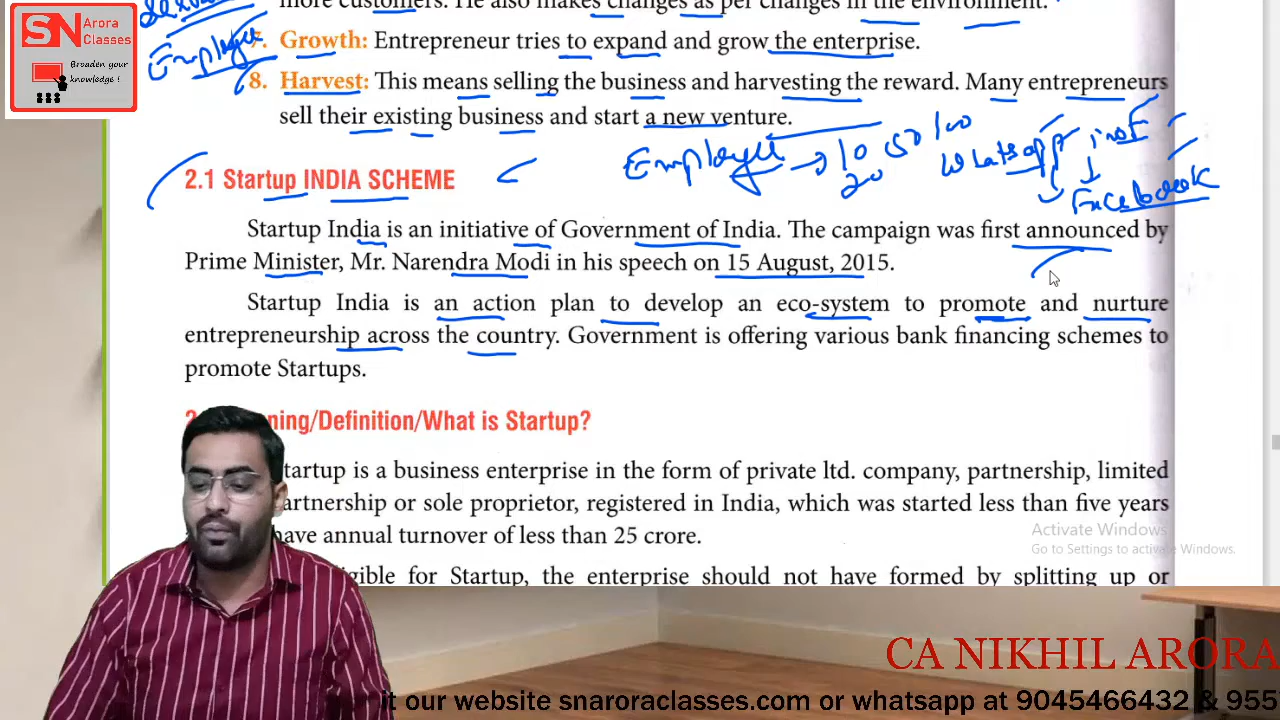 SN Arora Classes
Broaden your knowledge !
Employee
more customers. He also makes changes as per changes in the environment.
7. Growth: Entrepreneur tries to expand and grow the enterprise.
8. Harvest: This means selling the business and harvesting the reward. Many entrepreneurs
sell their existing business and start a new venture.
Employee → 10 50 100
20
Whatsapp
Facebook
2.1 Startup INDIA SCHEME
Startup India is an initiative of Government of India. The campaign was first announced by
Prime Minister, Mr. Narendra Modi in his speech on 15 August, 2015.
Startup India is an action plan to develop an eco-system to promote and nurture
entrepreneurship across the country. Government is offering various bank financing schemes to
promote Startups.
ning/Definition/What is Startup?
tartup is a business enterprise in the form of private ltd. company, partnership, limited
artnership or sole proprietor, registered in India, which was started less than five years
have annual turnover of less than 25 crore.
igible for Startup, the enterprise should not have formed by splitting up or
Activate Windows
Go to Settings to activate Windows.
CA NIKHIL ARORA
it our website snaroraclasses.com or whatsapp at 9045466432 & 955